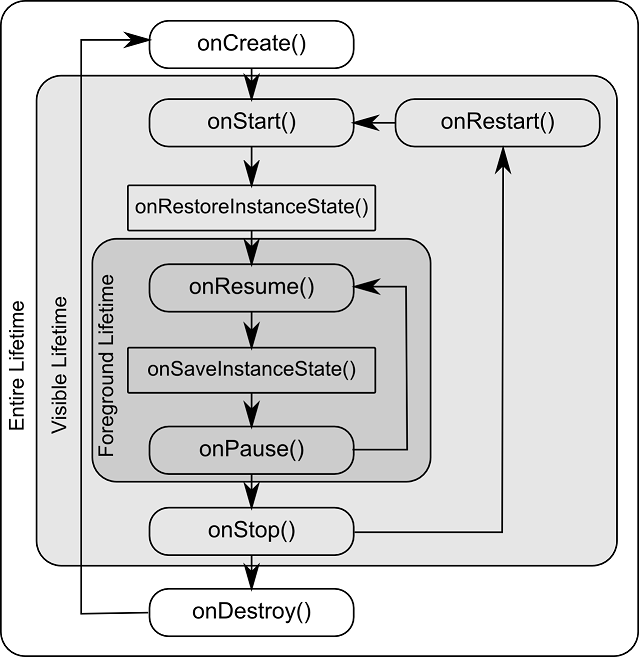 onCreate()
onStart()
onRestart()
onRestoreInstanceState()
onResume()
onSaveInstanceState()
onPause()
onStop()
onDestroy()
Entire Lifetime
Visible Lifetime
Foreground Lifetime